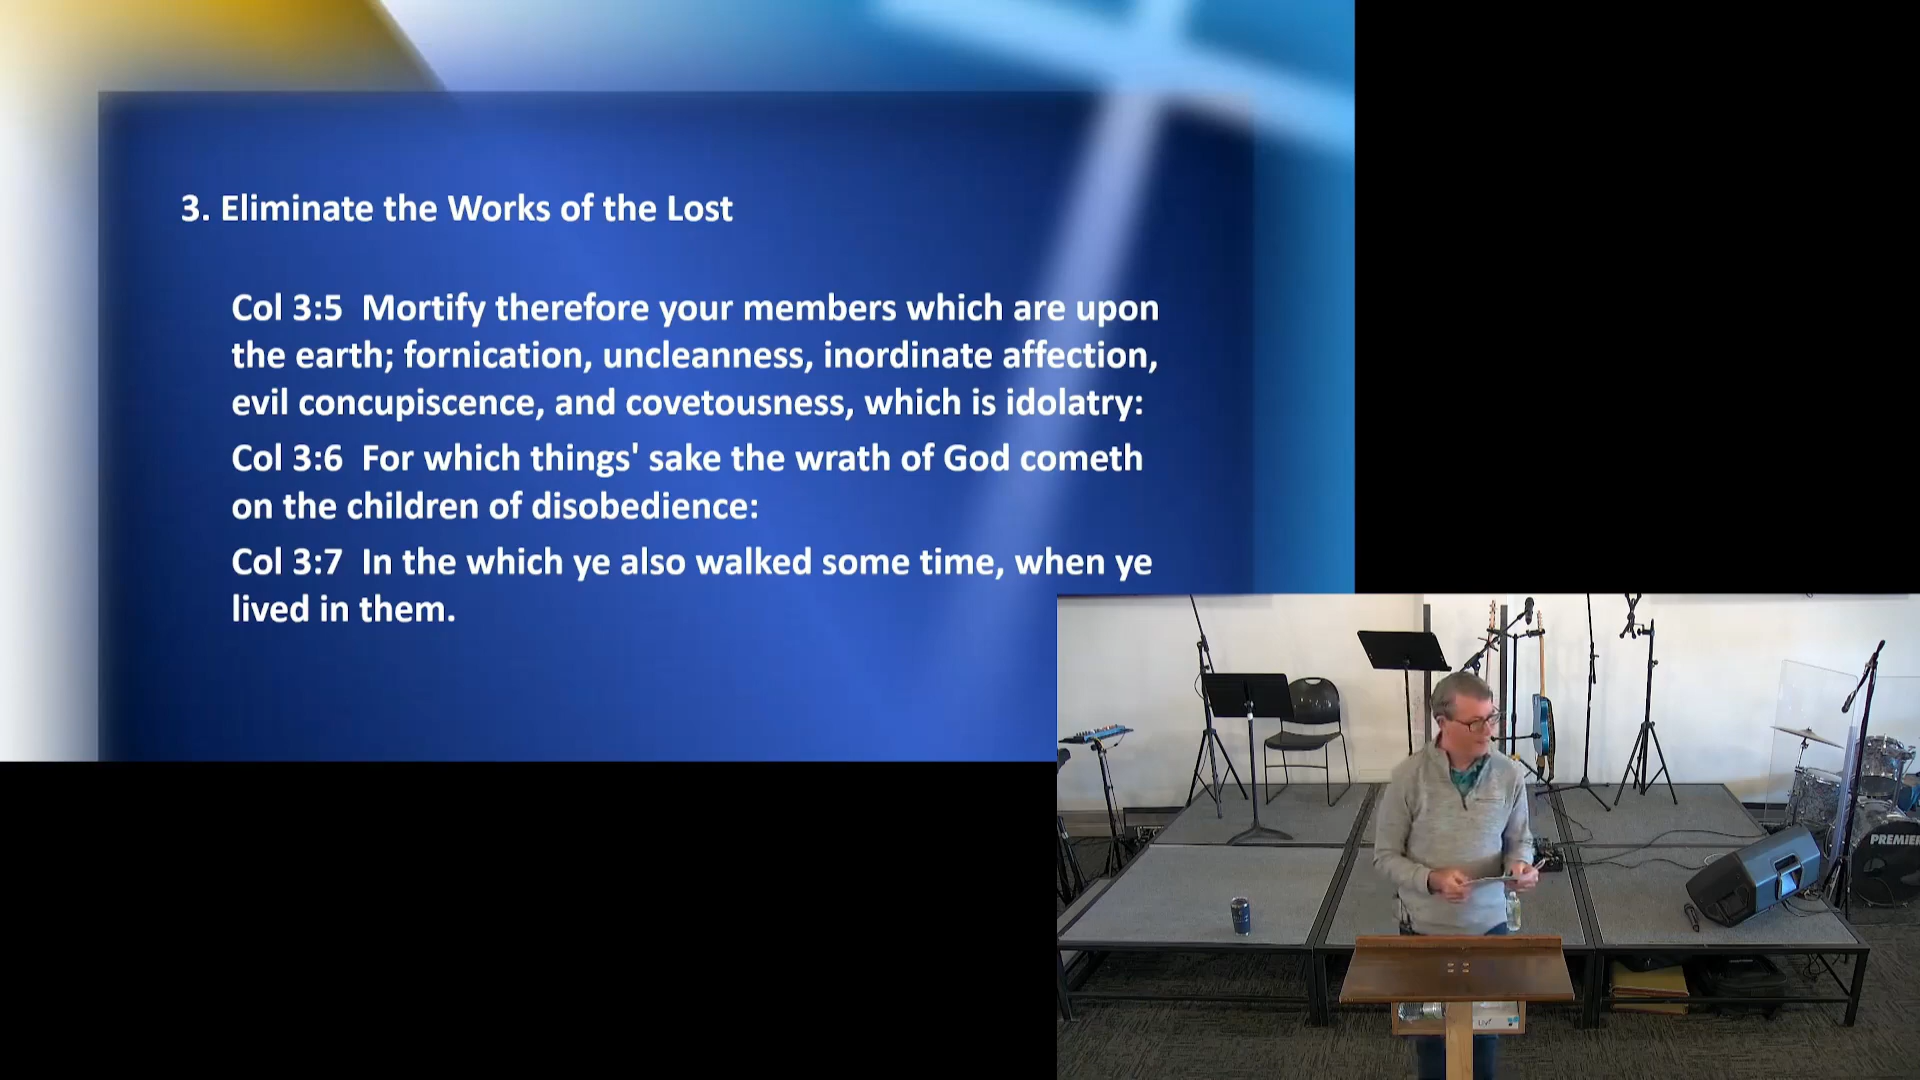 3. Eliminate the Works of the Lost
Col 3:5  Mortify therefore your members which are upon
the earth; fornication, uncleanness, inordinate affection,
evil concupiscence, and covetousness, which is idolatry:
Col 3:6  For which things' sake the wrath of God cometh
on the children of disobedience:
Col 3:7  In the which ye also walked some time, when ye
lived in them.
PREMIER